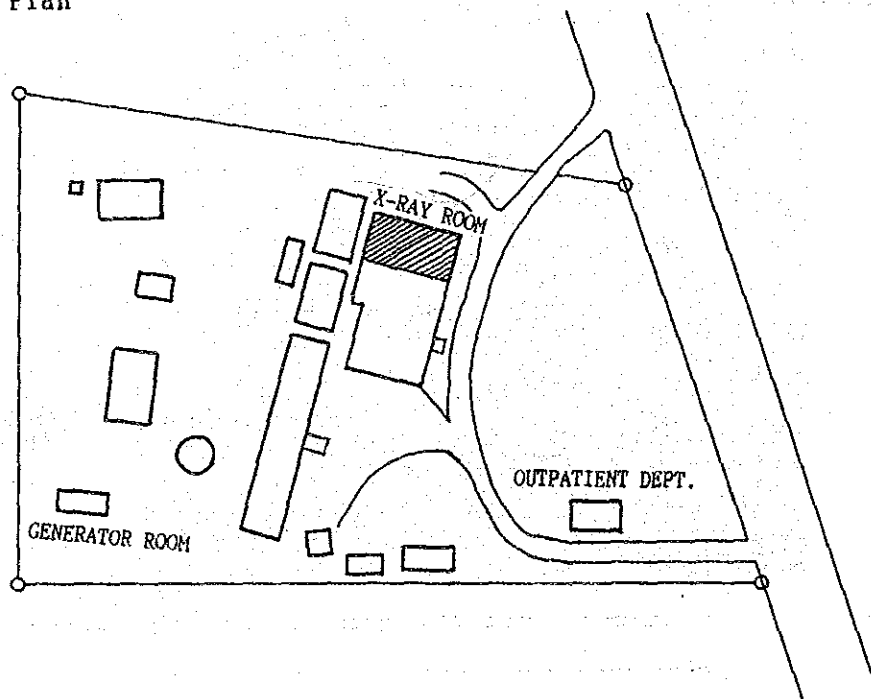 Plan
X-RAY ROOM
OUTPATIENT DEPT.
GENERATOR ROOM